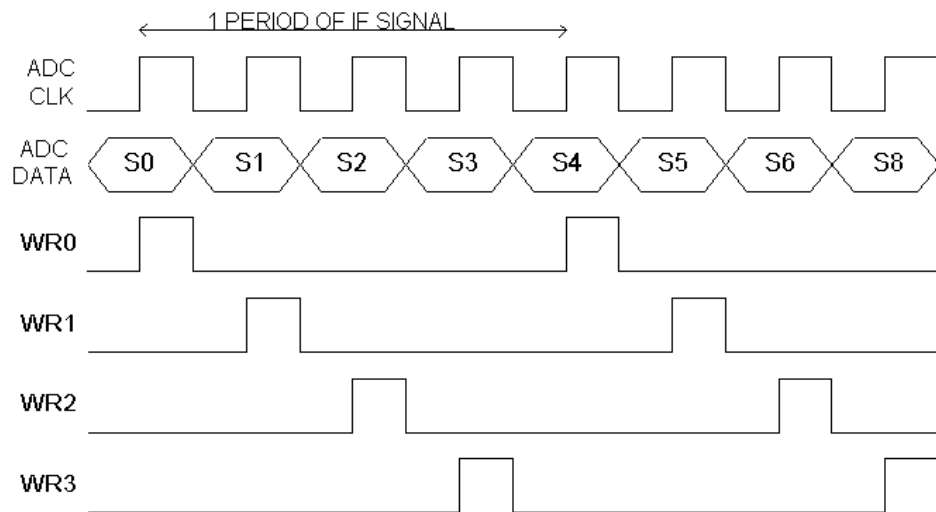 1 PERIOD OF IF SIGNAL
ADC
CLK
ADC
DATA
S0 S1 S2 S3 S4 S5 S6 S8
WR0
WR1
WR2
WR3